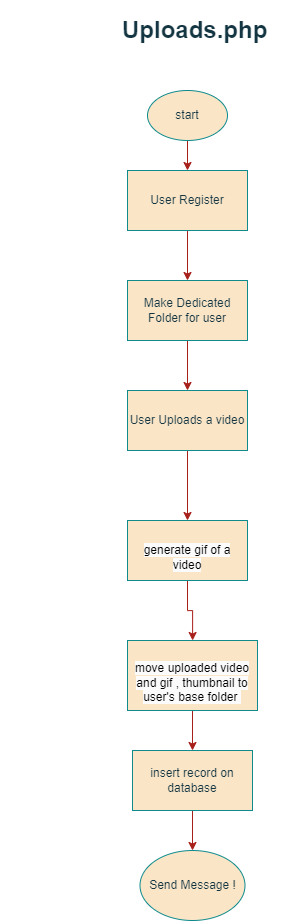 Uploads.php
start
User Register
Make Dedicated
Folder for user
User Uploads a video
generate gif of a
video
move uploaded video
and gif , thumbnail to
user's base folder
insert record on
database
Send Message !